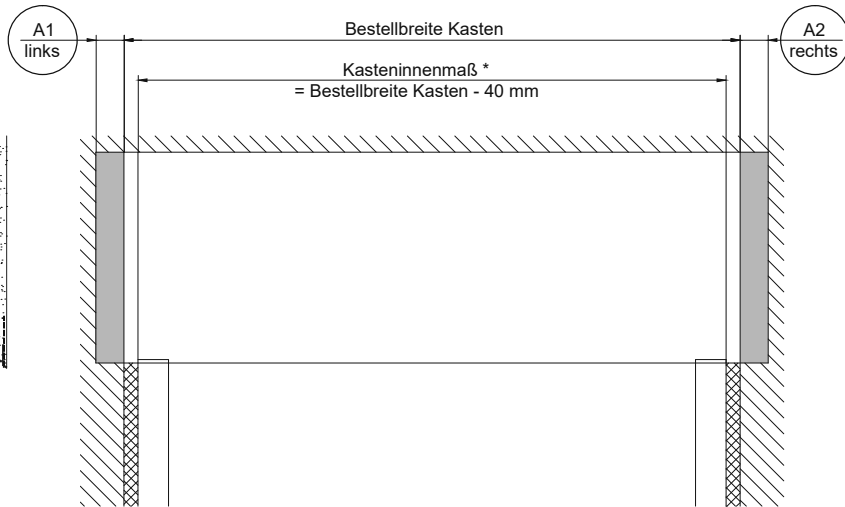 A1
links
Bestellbreite Kasten
A2
rechts
Kasteninnenmaß *
= Bestellbreite Kasten - 40 mm